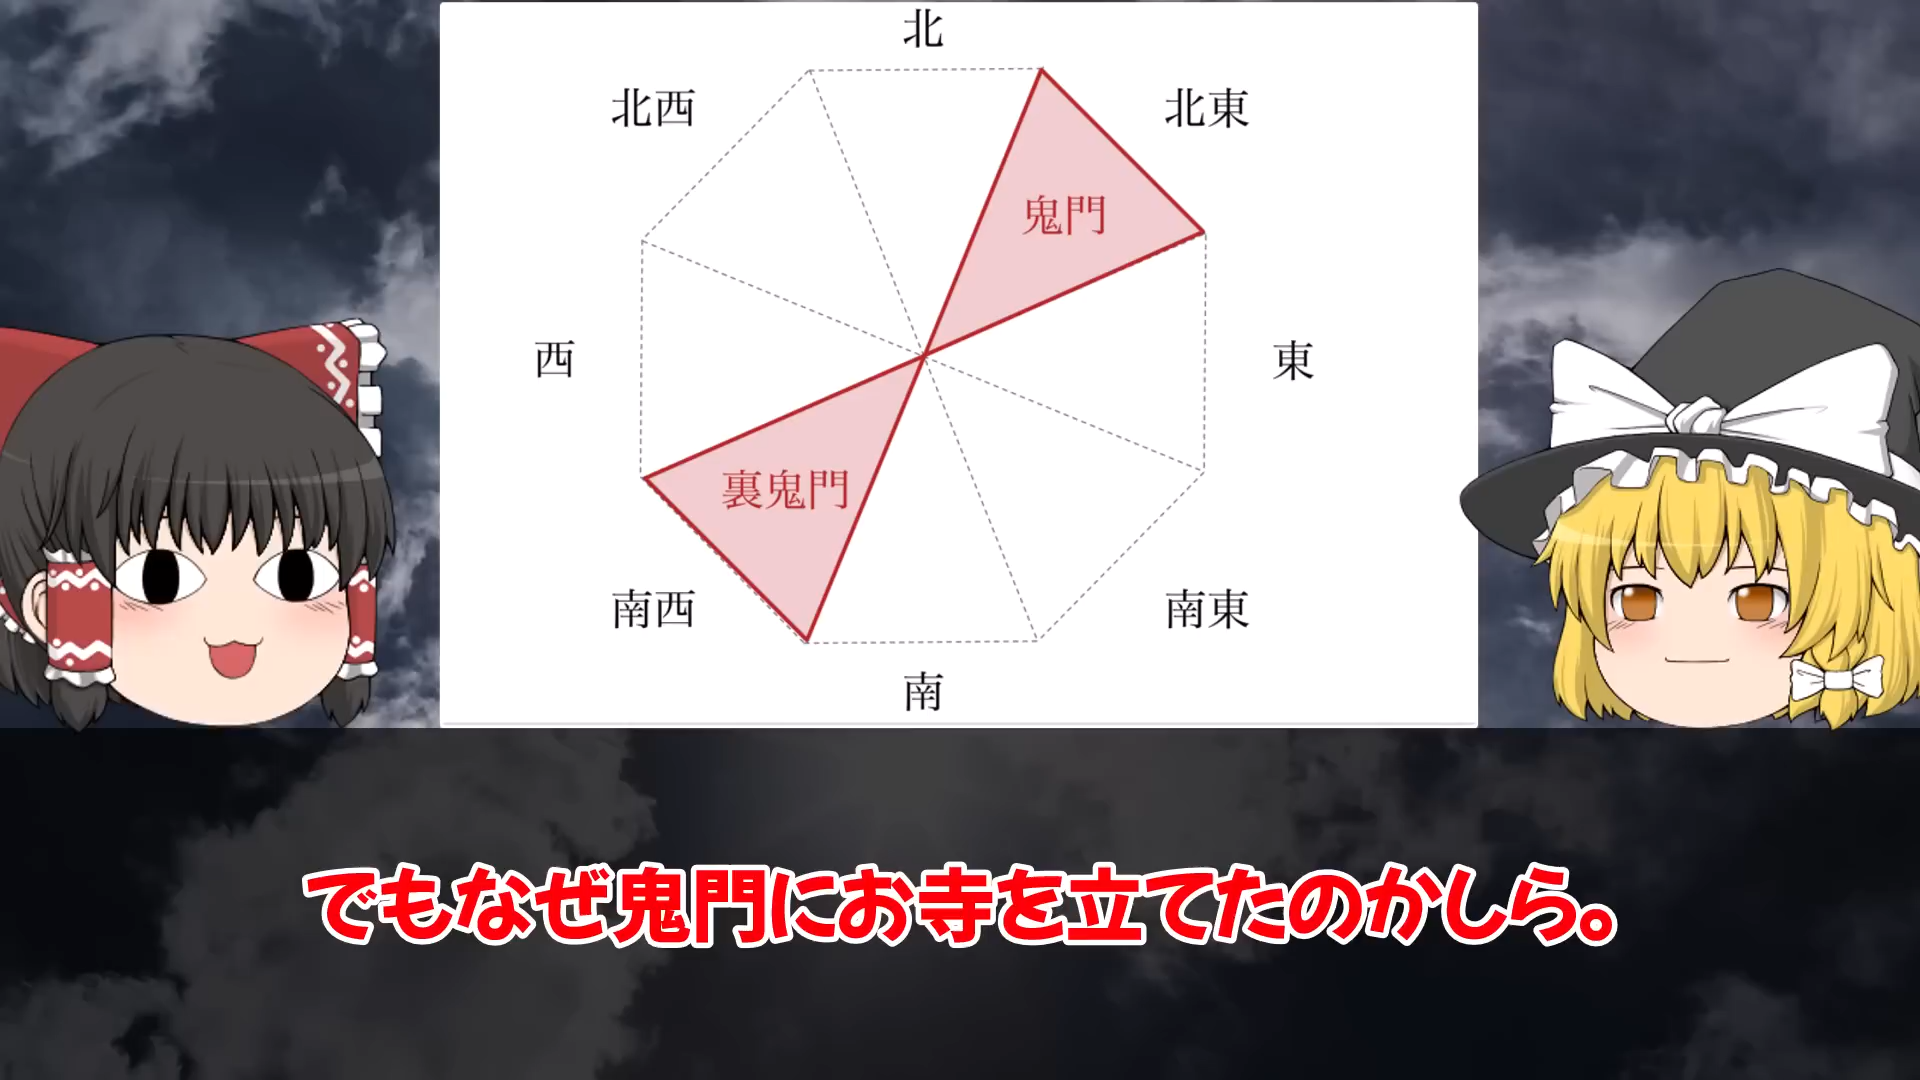 北
北西
北東
鬼門
西
東
裏鬼門
南西
南東
南
でもなぜ鬼門にお寺を立てたのかしら。